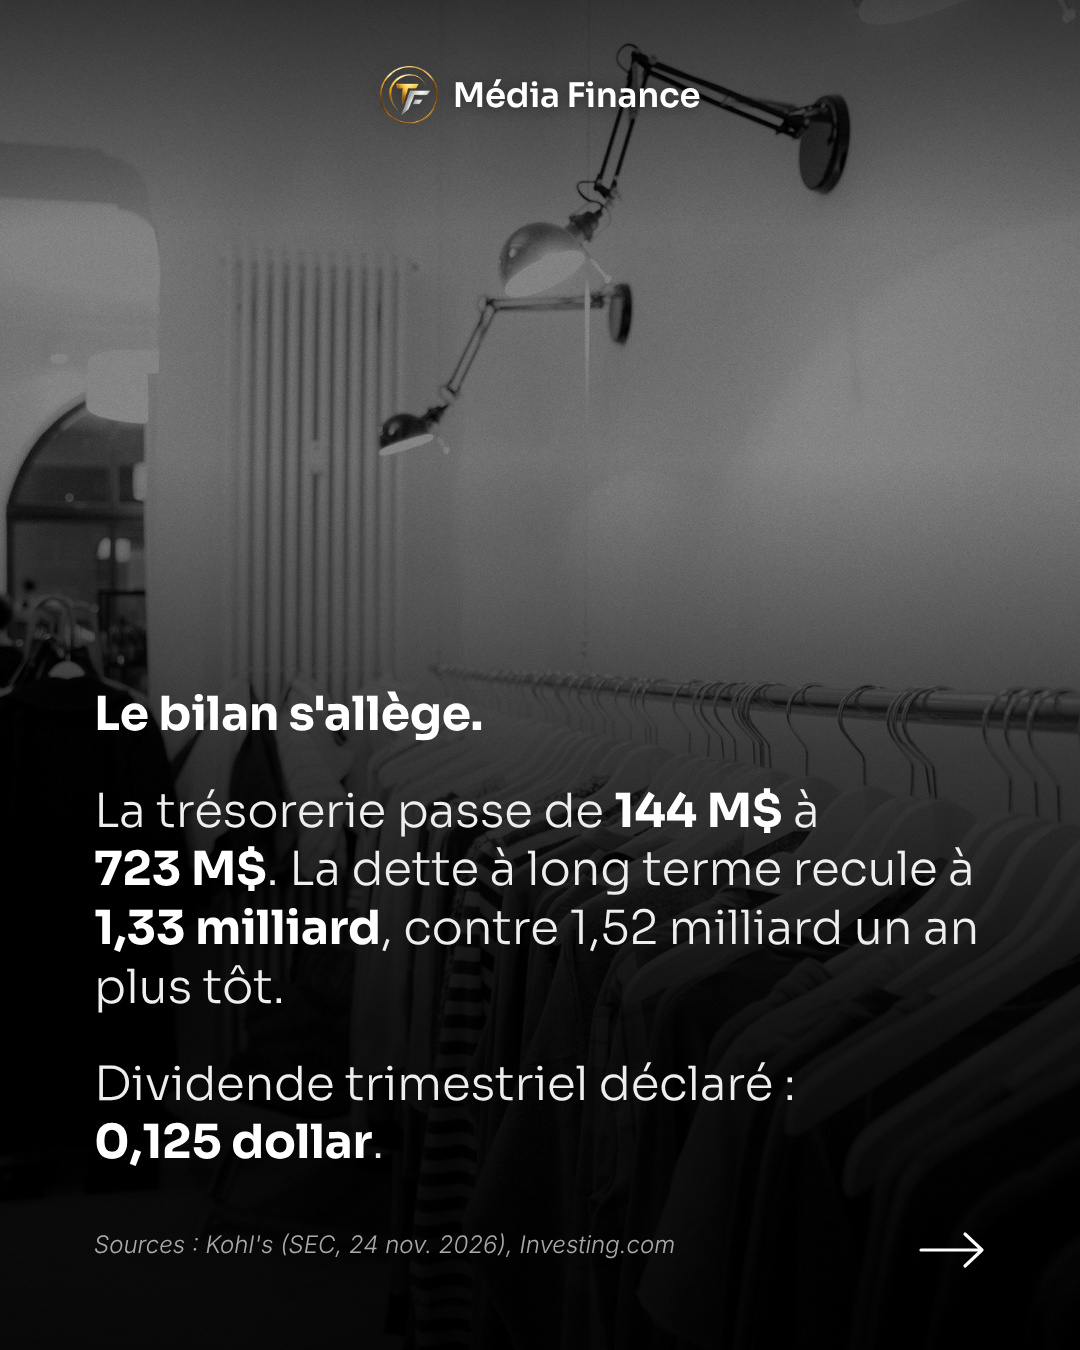 TF Média Finance
Le bilan s'allège.
La trésorerie passe de 144 M$ à
723 M$. La dette à long terme recule à
1,33 milliard, contre 1,52 milliard un an
plus tôt.
Dividende trimestriel déclaré :
0,125 dollar.
Sources : Kohl's (SEC, 24 nov. 2026), Investing.com